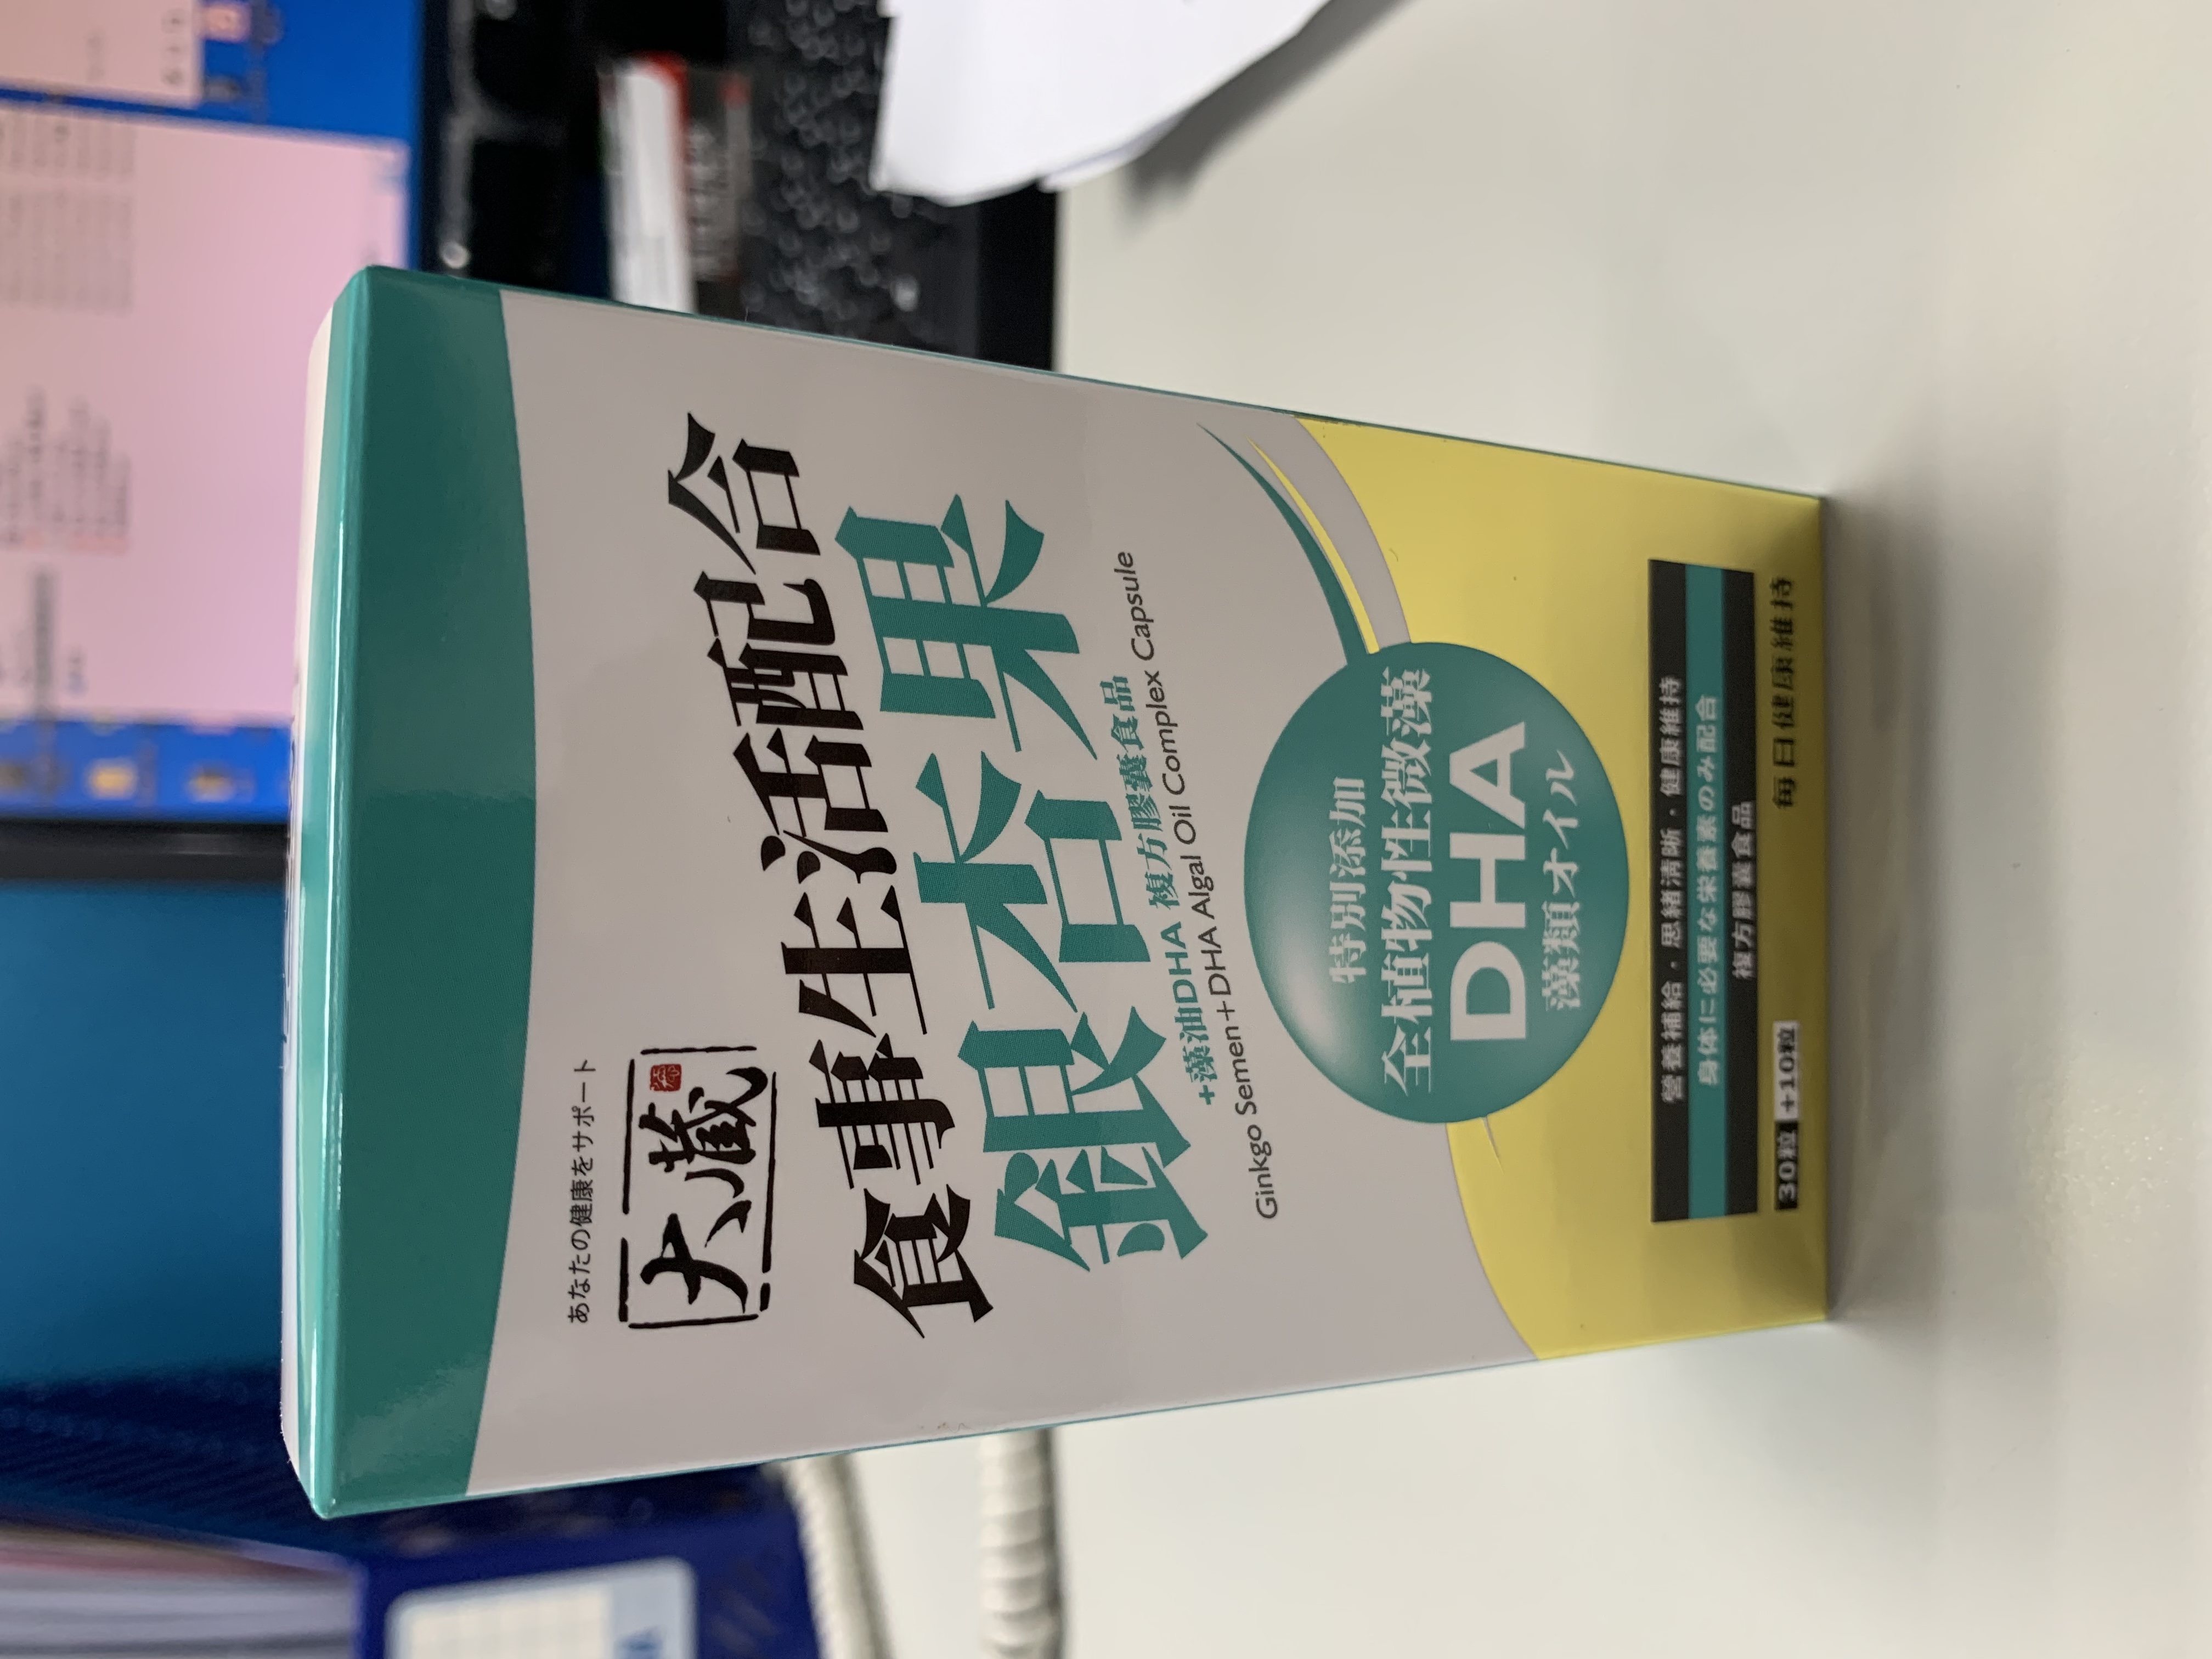 あなたの健康をサポート
大藏
食事生活配合
銀杏果
+藻油DHA 複方膠囊食品
Ginkgo Semen+DHA Algal Oil Complex Capsule
特別添加
全植物性微藻
DHA
藻類オイル
營養補給・思緒清晰・健康維持
身体に必要な栄養素のみ配合
複方膠囊食品
30粒 +10粒 每日健康維持